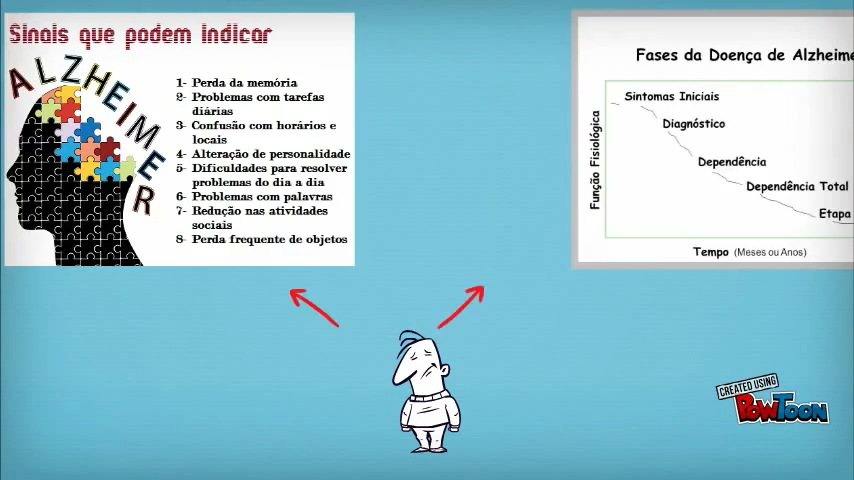 Sinais que podem indicar
ALZHEIMER
1- Perda da memória
2- Problemas com tarefas
diárias
3- Confusão com horários e
locais
4- Alteração de personalidade
5- Dificuldades para resolver
problemas do dia a dia
6- Problemas com palavras
7- Redução nas atividades
sociais
8- Perda frequente de objetos
Fases da Doença de Alzheime
Função Fisiológica
Sintomas Iniciais
Diagnóstico
Dependência
Dependência Total
Etapa
Tempo (Meses ou Anos)
CREATED USING
POWTOON